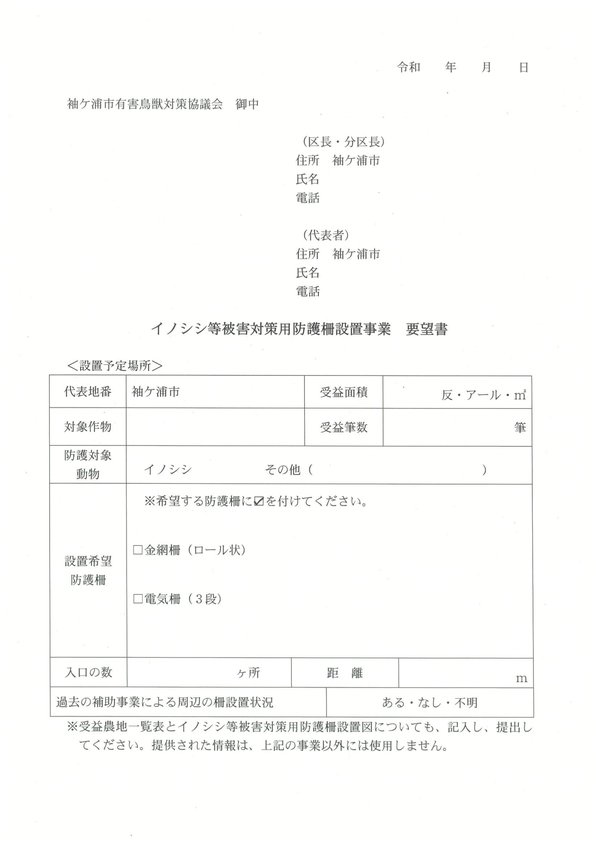 令和　　年　　月　　日
袖ケ浦市有害鳥獣対策協議会　御中
（区長・分区長）
住所　袖ケ浦市
氏名
電話
（代表者）
住所　袖ケ浦市
氏名
電話
イノシシ等被害対策用防護柵設置事業　要望書
＜設置予定場所＞
代表地番　袖ケ浦市　受益面積　反・アール・㎡
対象作物　受益筆数　筆
防護対象動物　イノシシ　その他（　　　）
※希望する防護柵に☑を付けてください。
設置希望防護柵
□金網柵（ロール状）
□電気柵（３段）
入口の数　ヶ所　距　離　ｍ
過去の補助事業による周辺の柵設置状況　ある・なし・不明
※受益農地一覧表とイノシシ等被害対策用防護柵設置図についても、記入し、提出し
てください。提供された情報は、上記の事業以外には使用しません。